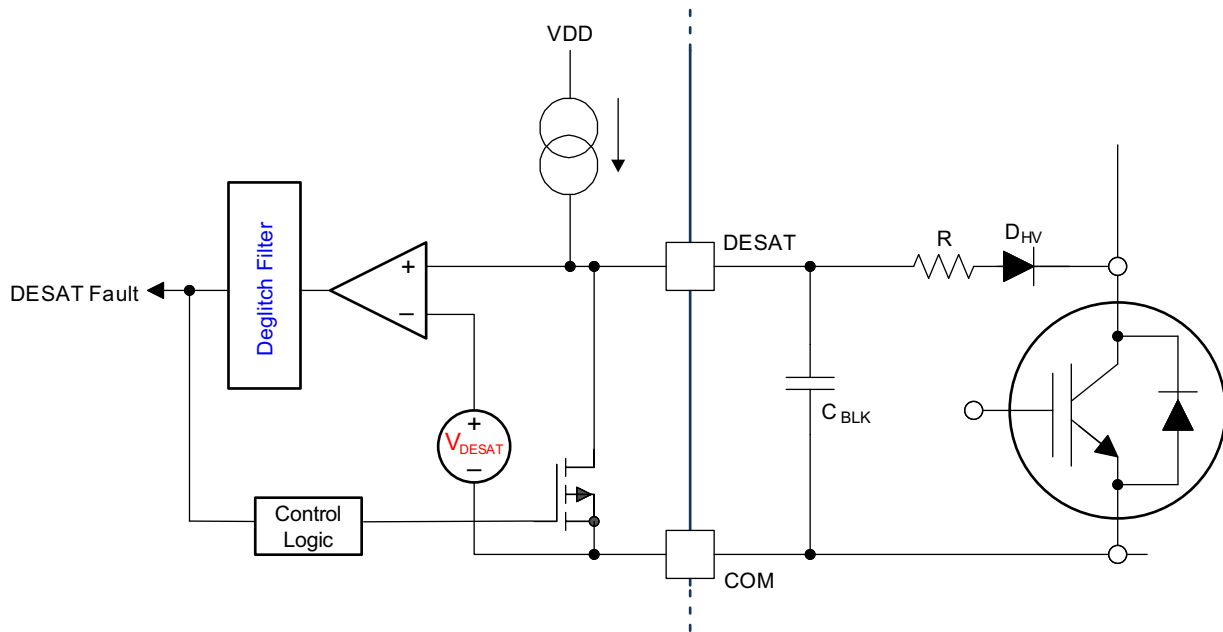 VDD
DESAT
R
DHV
Deglitch Filter
+
−
DESAT Fault
+
VDESAT
−
CBLK
Control
Logic
COM